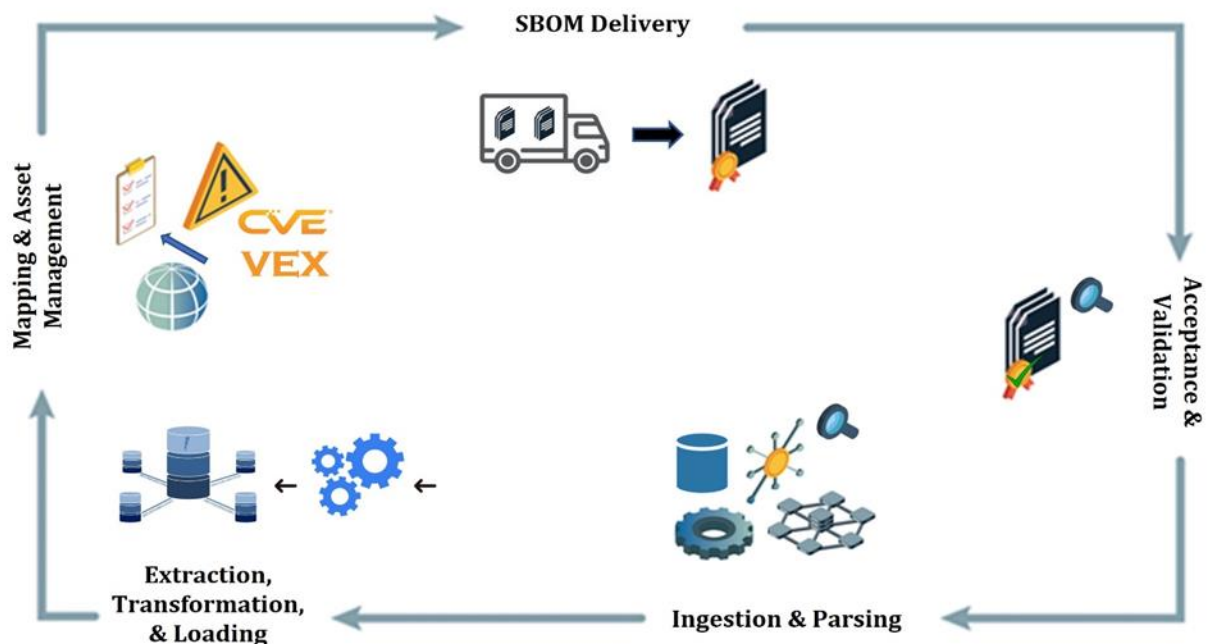 SBOM Delivery
Mapping & Asset
Management
CVE
VEX
Acceptance &
Validation
Extraction,
Transformation,
& Loading
Ingestion & Parsing